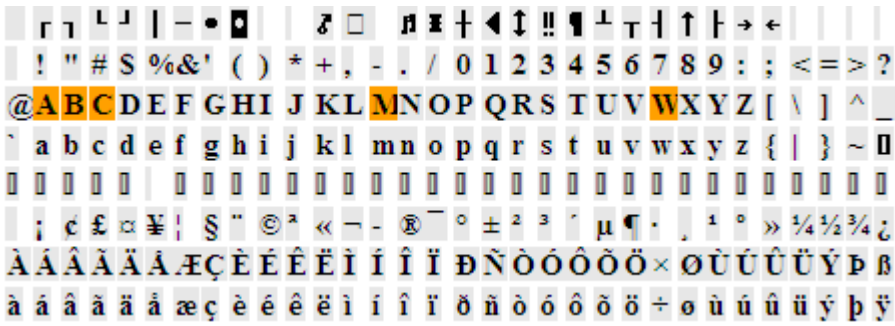 ┌ ┐ └ ┘ │ − • ◘ ♪ □ ♫ ┼ ◄ ↕ ‼ ¶ ┴ ┬ ┤ ↑ ├ → ←
! " # $ % & ' ( ) * + , - . / 0 1 2 3 4 5 6 7 8 9 : ; < = > ?
@ A B C D E F G H I J K L M N O P Q R S T U V W X Y Z [ \ ] ^ _
` a b c d e f g h i j k l m n o p q r s t u v w x y z { | } ~
¡ ¢ £ ¤ ¥ ¦ § ¨ © ª « ¬ - ® ¯ ° ± ² ³ ´ µ ¶ · ¸ ¹ º » ¼ ½ ¾ ¿
À Á Â Ã Ä Å Æ Ç È É Ê Ë Ì Í Î Ï Ð Ñ Ò Ó Ô Õ Ö × Ø Ù Ú Û Ü Ý Þ ß
à á â ã ä å æ ç è é ê ë ì í î ï ð ñ ò ó ô õ ö ÷ ø ù ú û ü ý þ ÿ